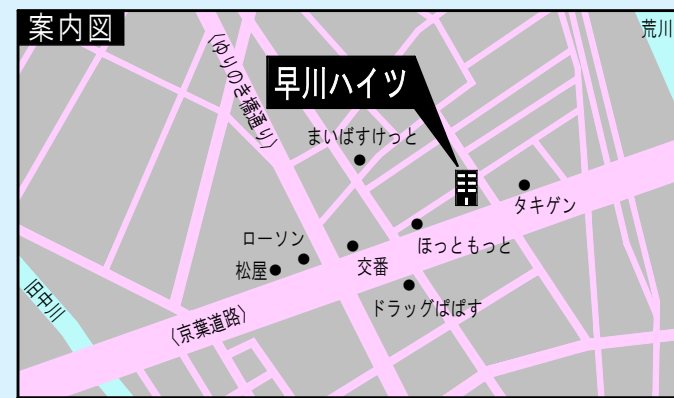 案内図
荒川
〈ゆりのき橋通り〉
早川ハイツ
まいばすけっと
タキゲン
ローソン
ほっともっと
松屋
交番
旧中川
ドラッグぱぱす
〈京葉道路〉